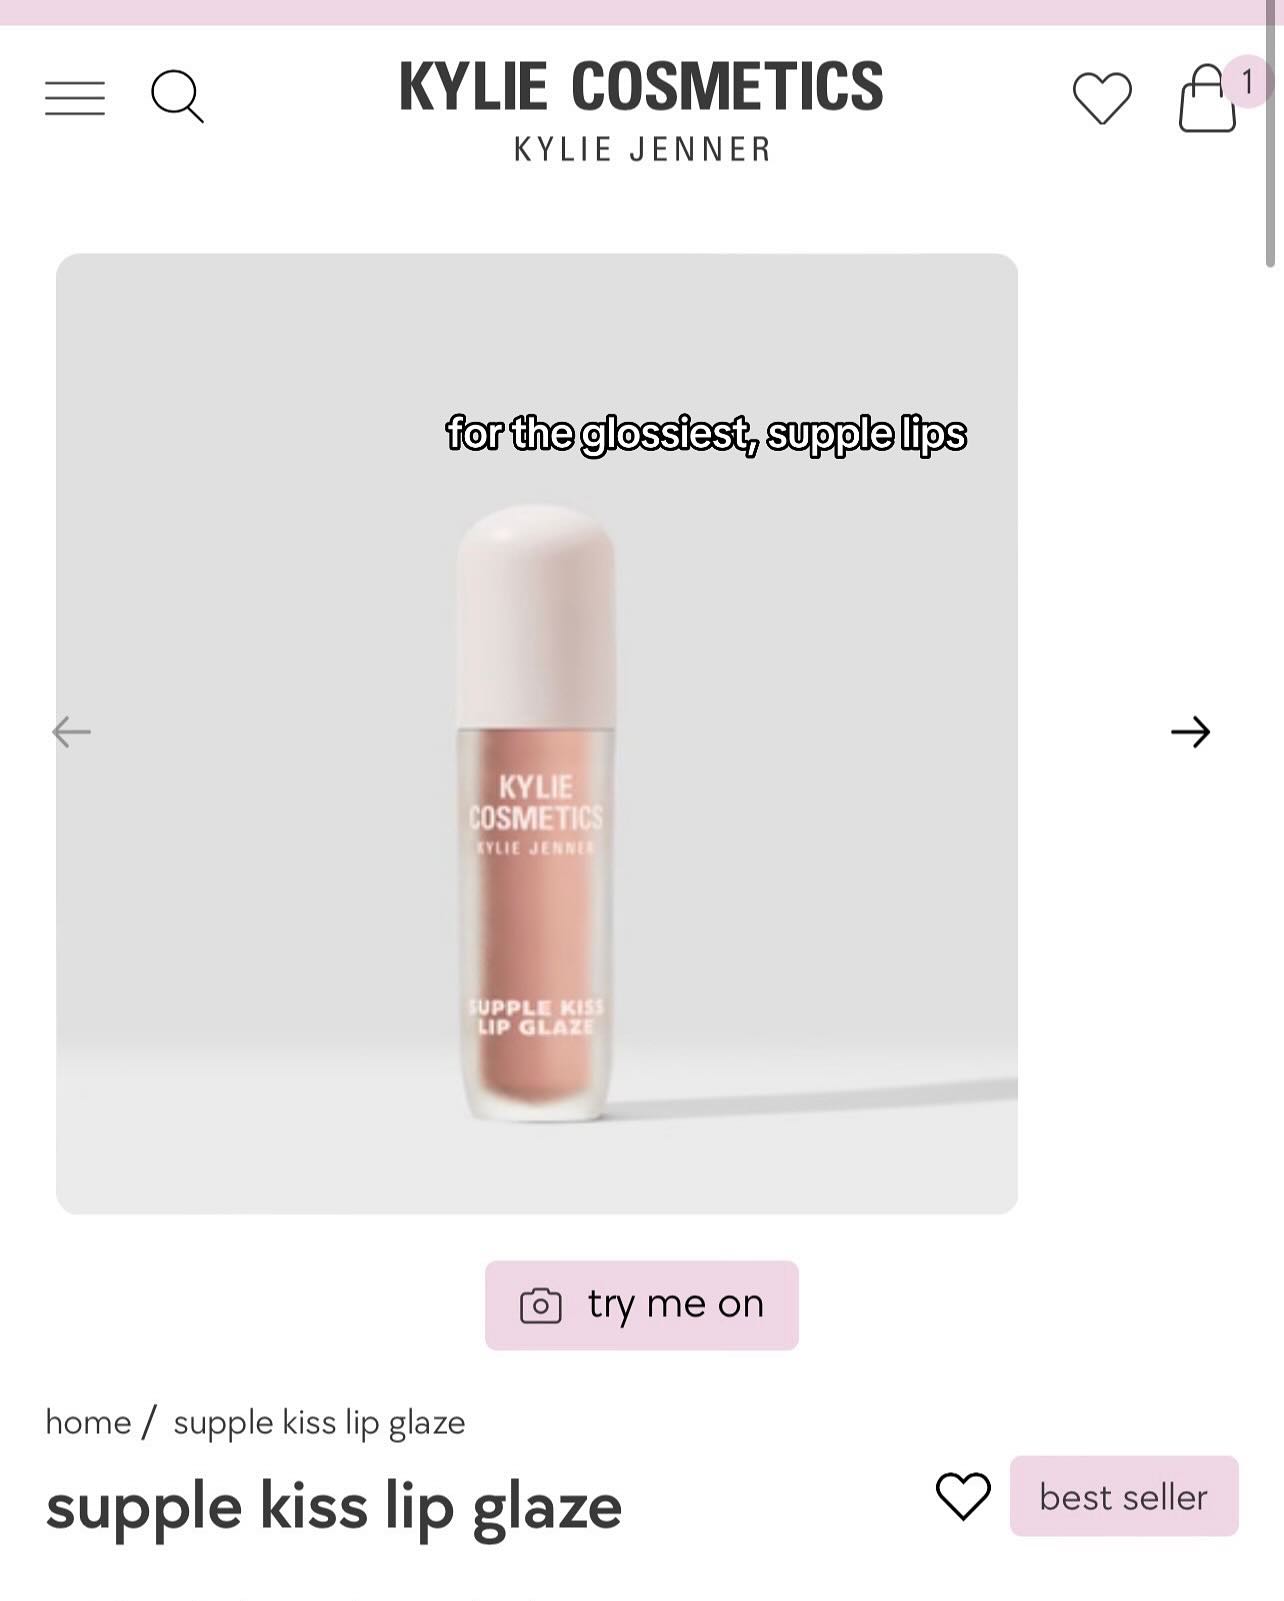 KYLIE COSMETICS
KYLIE JENNER
1
for the glossiest, supple lips
KYLIE
COSMETICS
KYLIE JENNER
SUPPLE KISS
LIP GLAZE
try me on
home / supple kiss lip glaze
supple kiss lip glaze
best seller